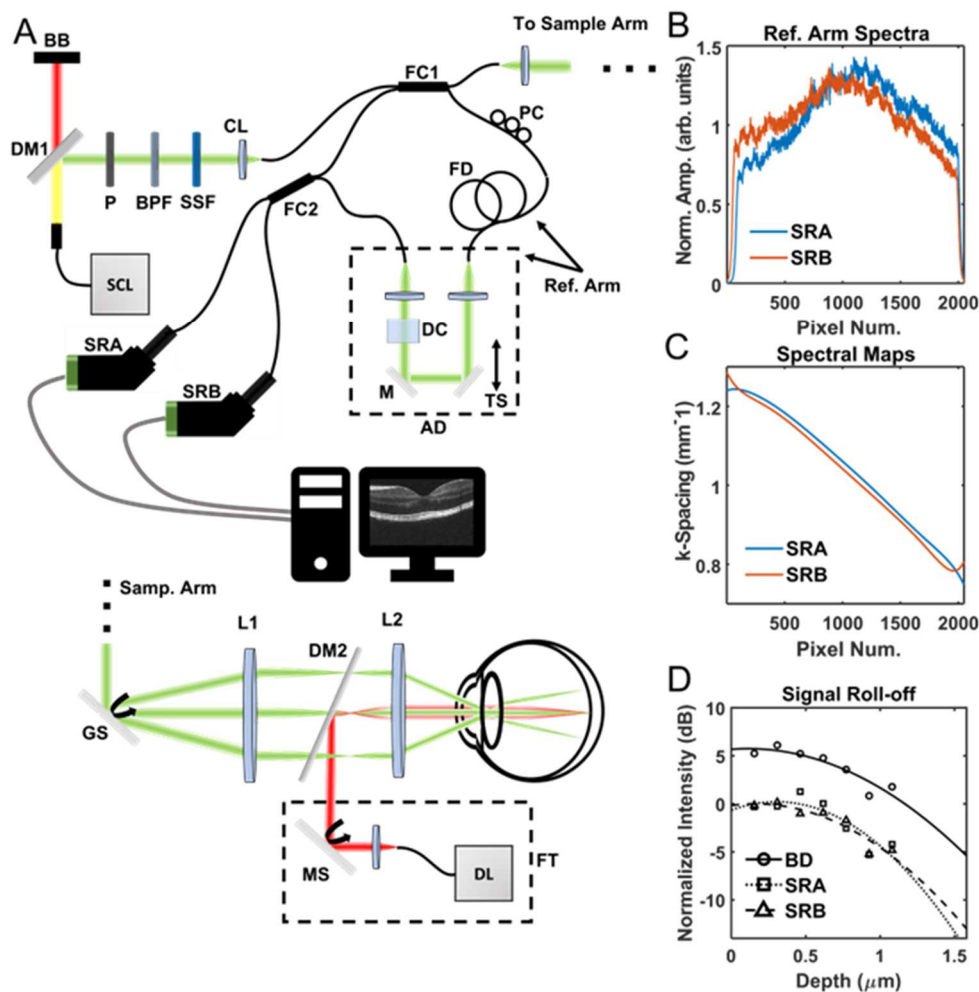 A
BB
To Sample Arm
FC1
PC
CL
DM1
P
BPF
SSF
FD
FC2
SCL
Ref. Arm
SRA
DC
SRB
M
TS
AD
Samp. Arm
L1
L2
DM2
GS
MS
DL
FT
B
Ref. Arm Spectra
Norm. Amp. (arb. units)
1.5
1
0.5
0
SRA
SRB
500
1000
1500
2000
Pixel Num.
C
Spectral Maps
k-Spacing (mm^-1)
1.2
1
0.8
SRA
SRB
500
1000
1500
2000
Pixel Num.
D
Signal Roll-off
Normalized Intensity (dB)
10
5
0
-5
-10
BD
SRA
SRB
0
0.5
1
1.5
Depth (μm)